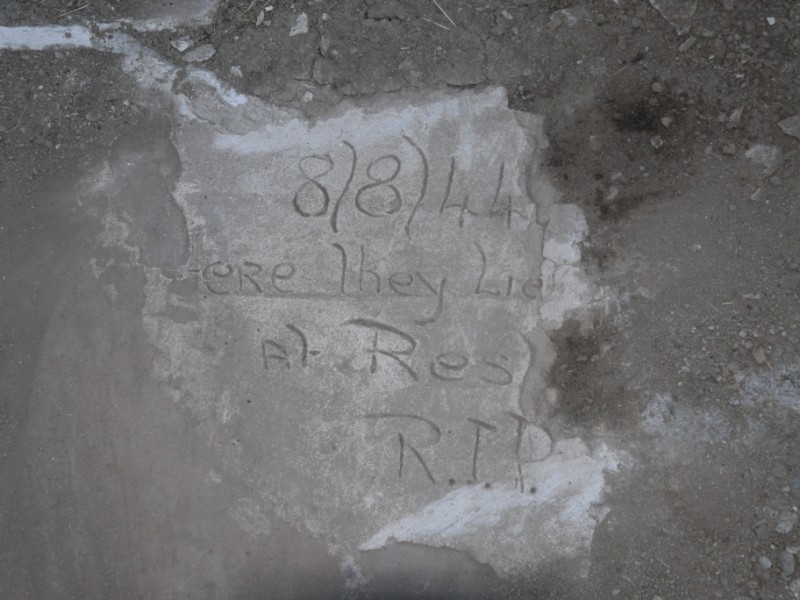 8/8/44
ere they Lie
at Res
R.I.P.